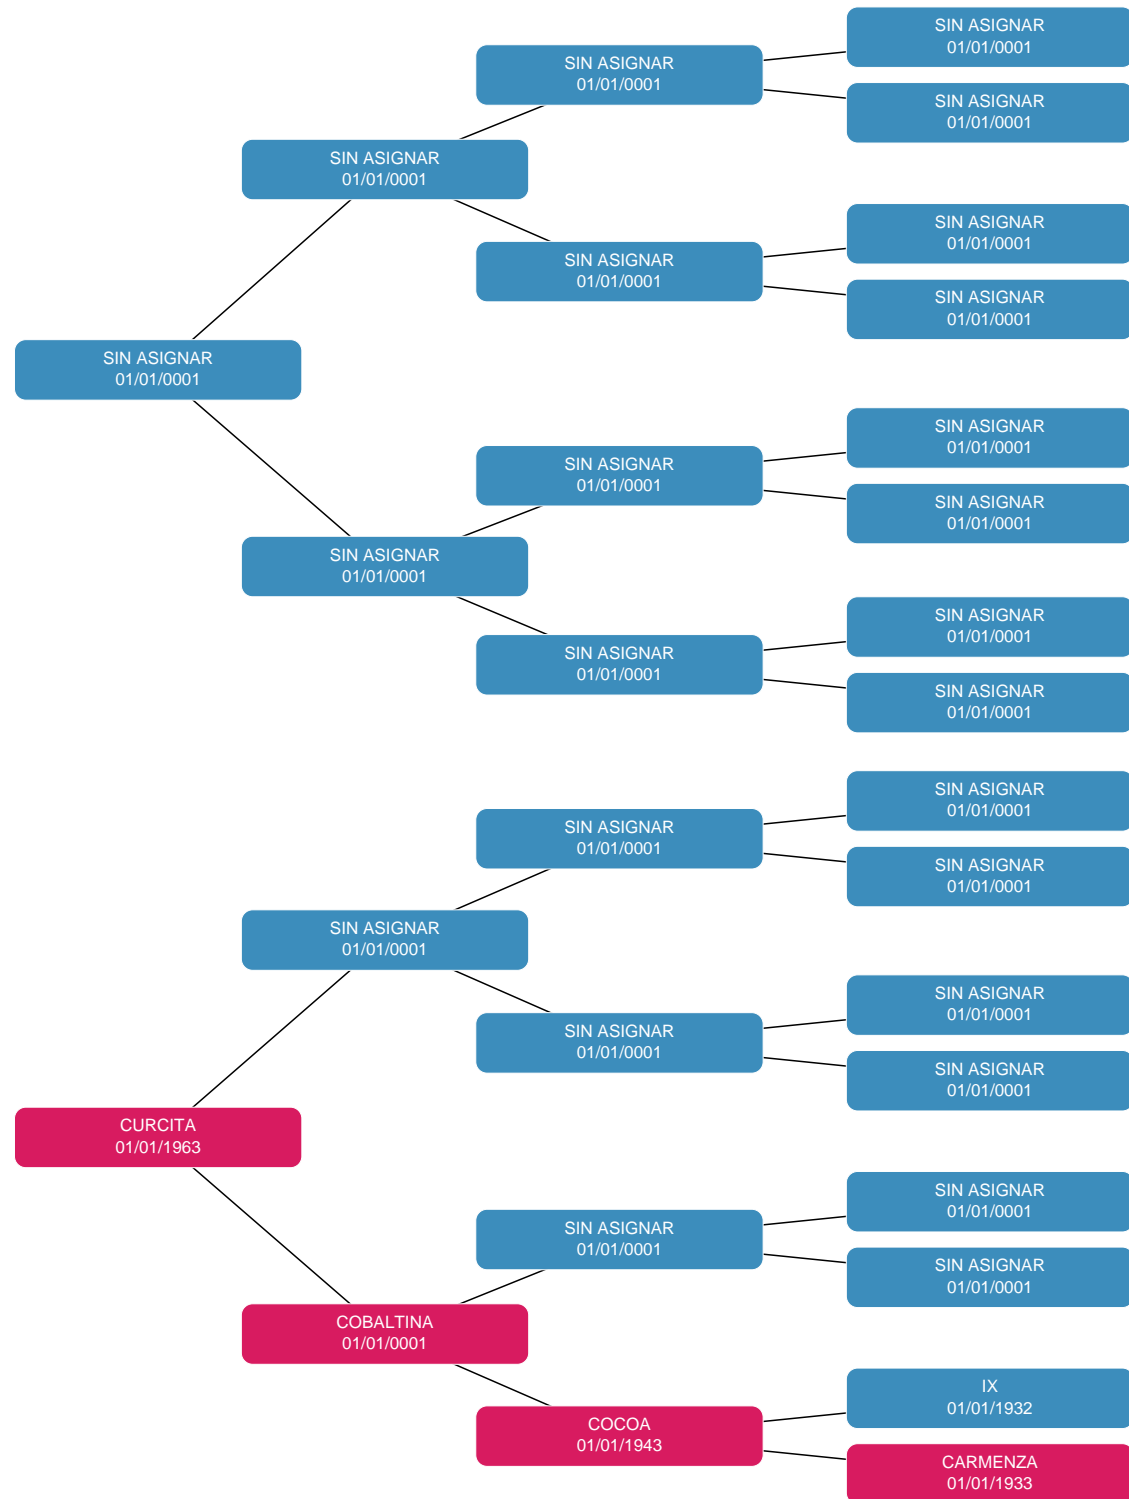 SIN ASIGNAR
01/01/0001
SIN ASIGNAR
01/01/0001
SIN ASIGNAR
01/01/0001
SIN ASIGNAR
01/01/0001
SIN ASIGNAR
01/01/0001
SIN ASIGNAR
01/01/0001
SIN ASIGNAR
01/01/0001
SIN ASIGNAR
01/01/0001
SIN ASIGNAR
01/01/0001
SIN ASIGNAR
01/01/0001
SIN ASIGNAR
01/01/0001
SIN ASIGNAR
01/01/0001
SIN ASIGNAR
01/01/0001
SIN ASIGNAR
01/01/0001
SIN ASIGNAR
01/01/0001
SIN ASIGNAR
01/01/0001
SIN ASIGNAR
01/01/0001
SIN ASIGNAR
01/01/0001
SIN ASIGNAR
01/01/0001
SIN ASIGNAR
01/01/0001
SIN ASIGNAR
01/01/0001
SIN ASIGNAR
01/01/0001
CURCITA
01/01/1963
SIN ASIGNAR
01/01/0001
SIN ASIGNAR
01/01/0001
SIN ASIGNAR
01/01/0001
COBALTINA
01/01/0001
IX
01/01/1932
COCOA
01/01/1943
CARMENZA
01/01/1933